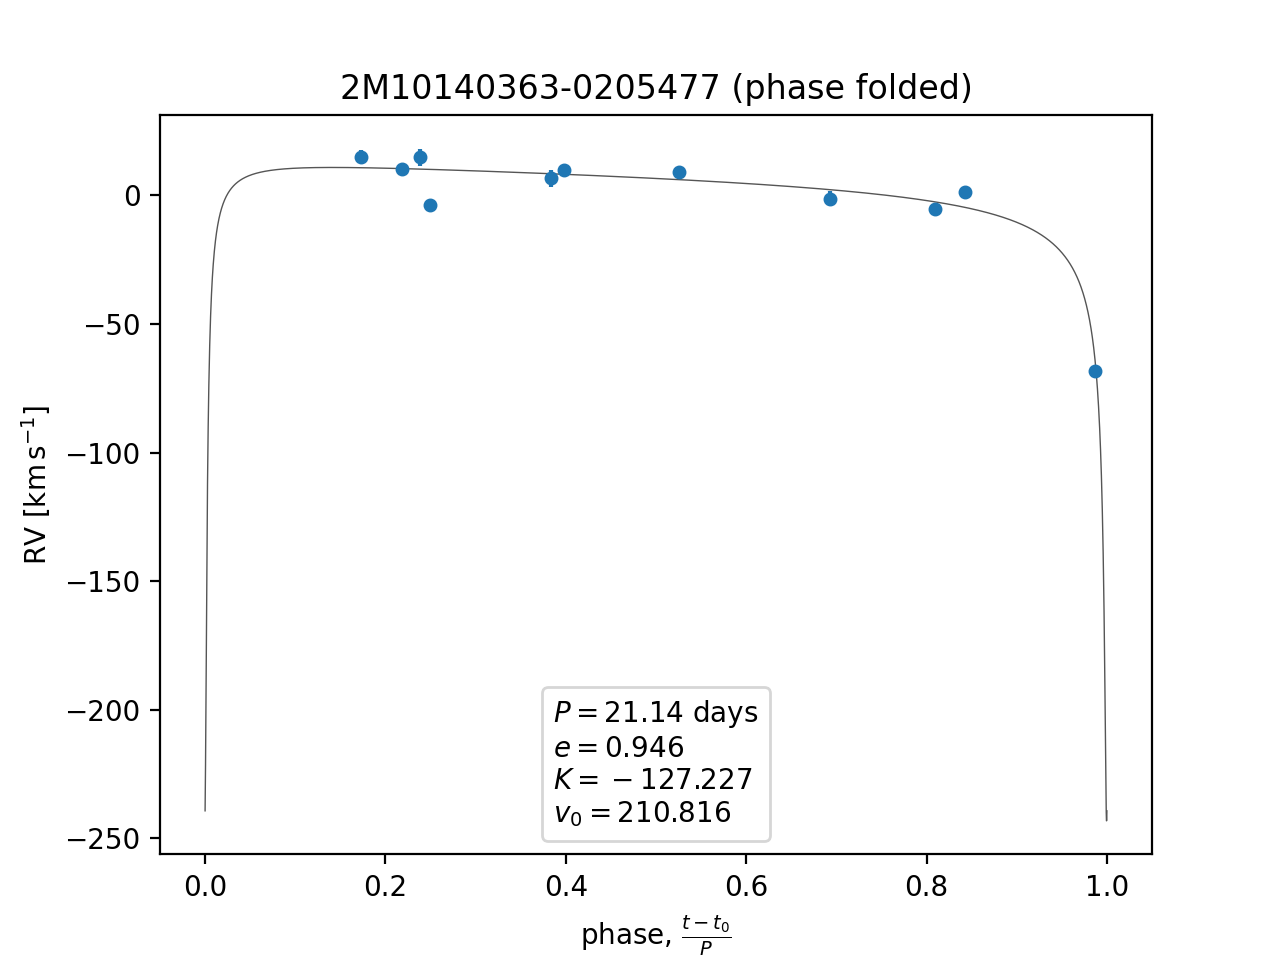 2M10140363-0205477 (phase folded)
RV [km s⁻¹]
0
−50
−100
−150
−200
−250
P = 21.14 days
e = 0.946
K = −127.227
v₀ = 210.816
0.0 0.2 0.4 0.6 0.8 1.0
phase, (t − t₀)/P